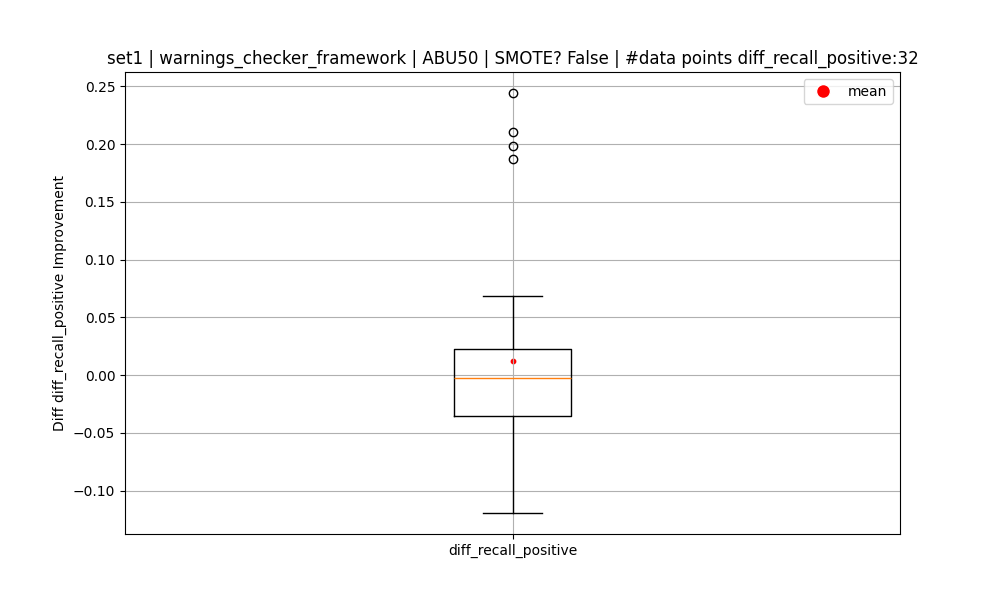 set1 | warnings_checker_framework | ABU50 | SMOTE? False | #data points diff_recall_positive:32
mean
Diff diff_recall_positive Improvement
0.25
0.20
0.15
0.10
0.05
0.00
−0.05
−0.10
diff_recall_positive